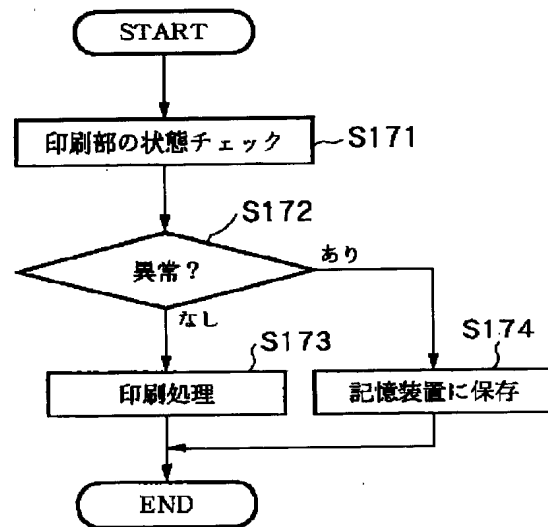 START
印刷部の状態チェック
S171
S172
異常?
あり
なし
S173
S174
印刷処理
記憶装置に保存
END